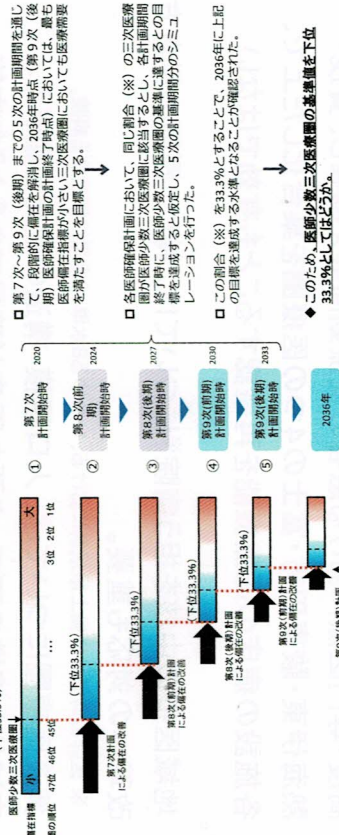 (下位33.3%)
医師少数三次医療圏
偏在指標
小
大
の順位
47位 46位 45位 … 3位 2位 1位
① 第7次計画開始時 2020
(下位33.3%)
第7次計画
による偏在の改善
② 第8次(前期)計画開始時 2024
(下位33.3%)
第8次(前期)計画
による偏在の改善
③ 第8次(後期)計画開始時 2027
(下位33.3%)
第8次(後期)計画
による偏在の改善
④ 第9次(前期)計画開始時 2030
下位33.3%)
第9次(前期)計画
による偏在の改善
⑤ 第9次(後期)計画開始時 2033
2036年
□ 第7次~第9次(後期)までの5次の計画期間を通じ
て、段階的に偏在を解消し、2036年時点(第9次(後
期)医師確保計画の計画終了時点)においては、最も
医師偏在指標が小さい三次医療圏においても医療需要
を満たすことを目標とする。
□ 各医師確保計画において、同じ割合(※)の三次医療
圏が医師少数三次医療圏に該当するとし、各計画期間
終了時に、医師少数三次医療圏の基準に達するとの目
標を達成すると仮定し、5次の計画期間分のシミュ
レーションを行った。
□ この割合(※)を33.3%とすることで、2036年に上記
の目標を達成する水準となることが確認された。
◆ このため、医師少数三次医療圏の基準値を下位
33.3%としてはどうか。